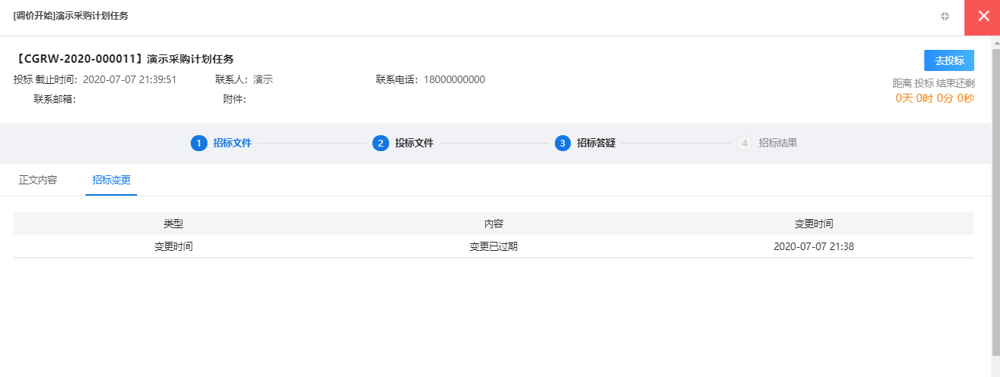 [调价开始]演示采购计划任务
【CGRW-2020-000011】演示采购计划任务
去投标
投标 截止时间: 2020-07-07 21:39:51 联系人: 演示 联系电话: 18000000000
距离 投标 结束还剩
联系邮箱: 附件:
0天 0时 0分 0秒
1 招标文件 2 投标文件 3 招标答疑 4 招标结果
正文内容 招标变更
类型 内容 变更时间
变更时间 变更已过期 2020-07-07 21:38